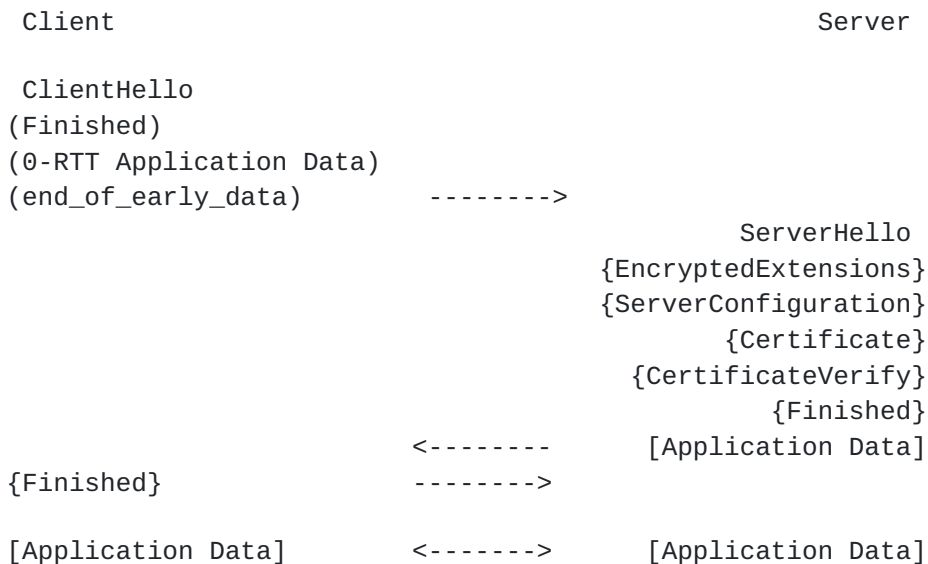 Client Server
ClientHello
(Finished)
(0-RTT Application Data)
(end_of_early_data) -------->
ServerHello
{EncryptedExtensions}
{ServerConfiguration}
{Certificate}
{CertificateVerify}
{Finished}
<-------- [Application Data]
{Finished} -------->
[Application Data] <-------> [Application Data]